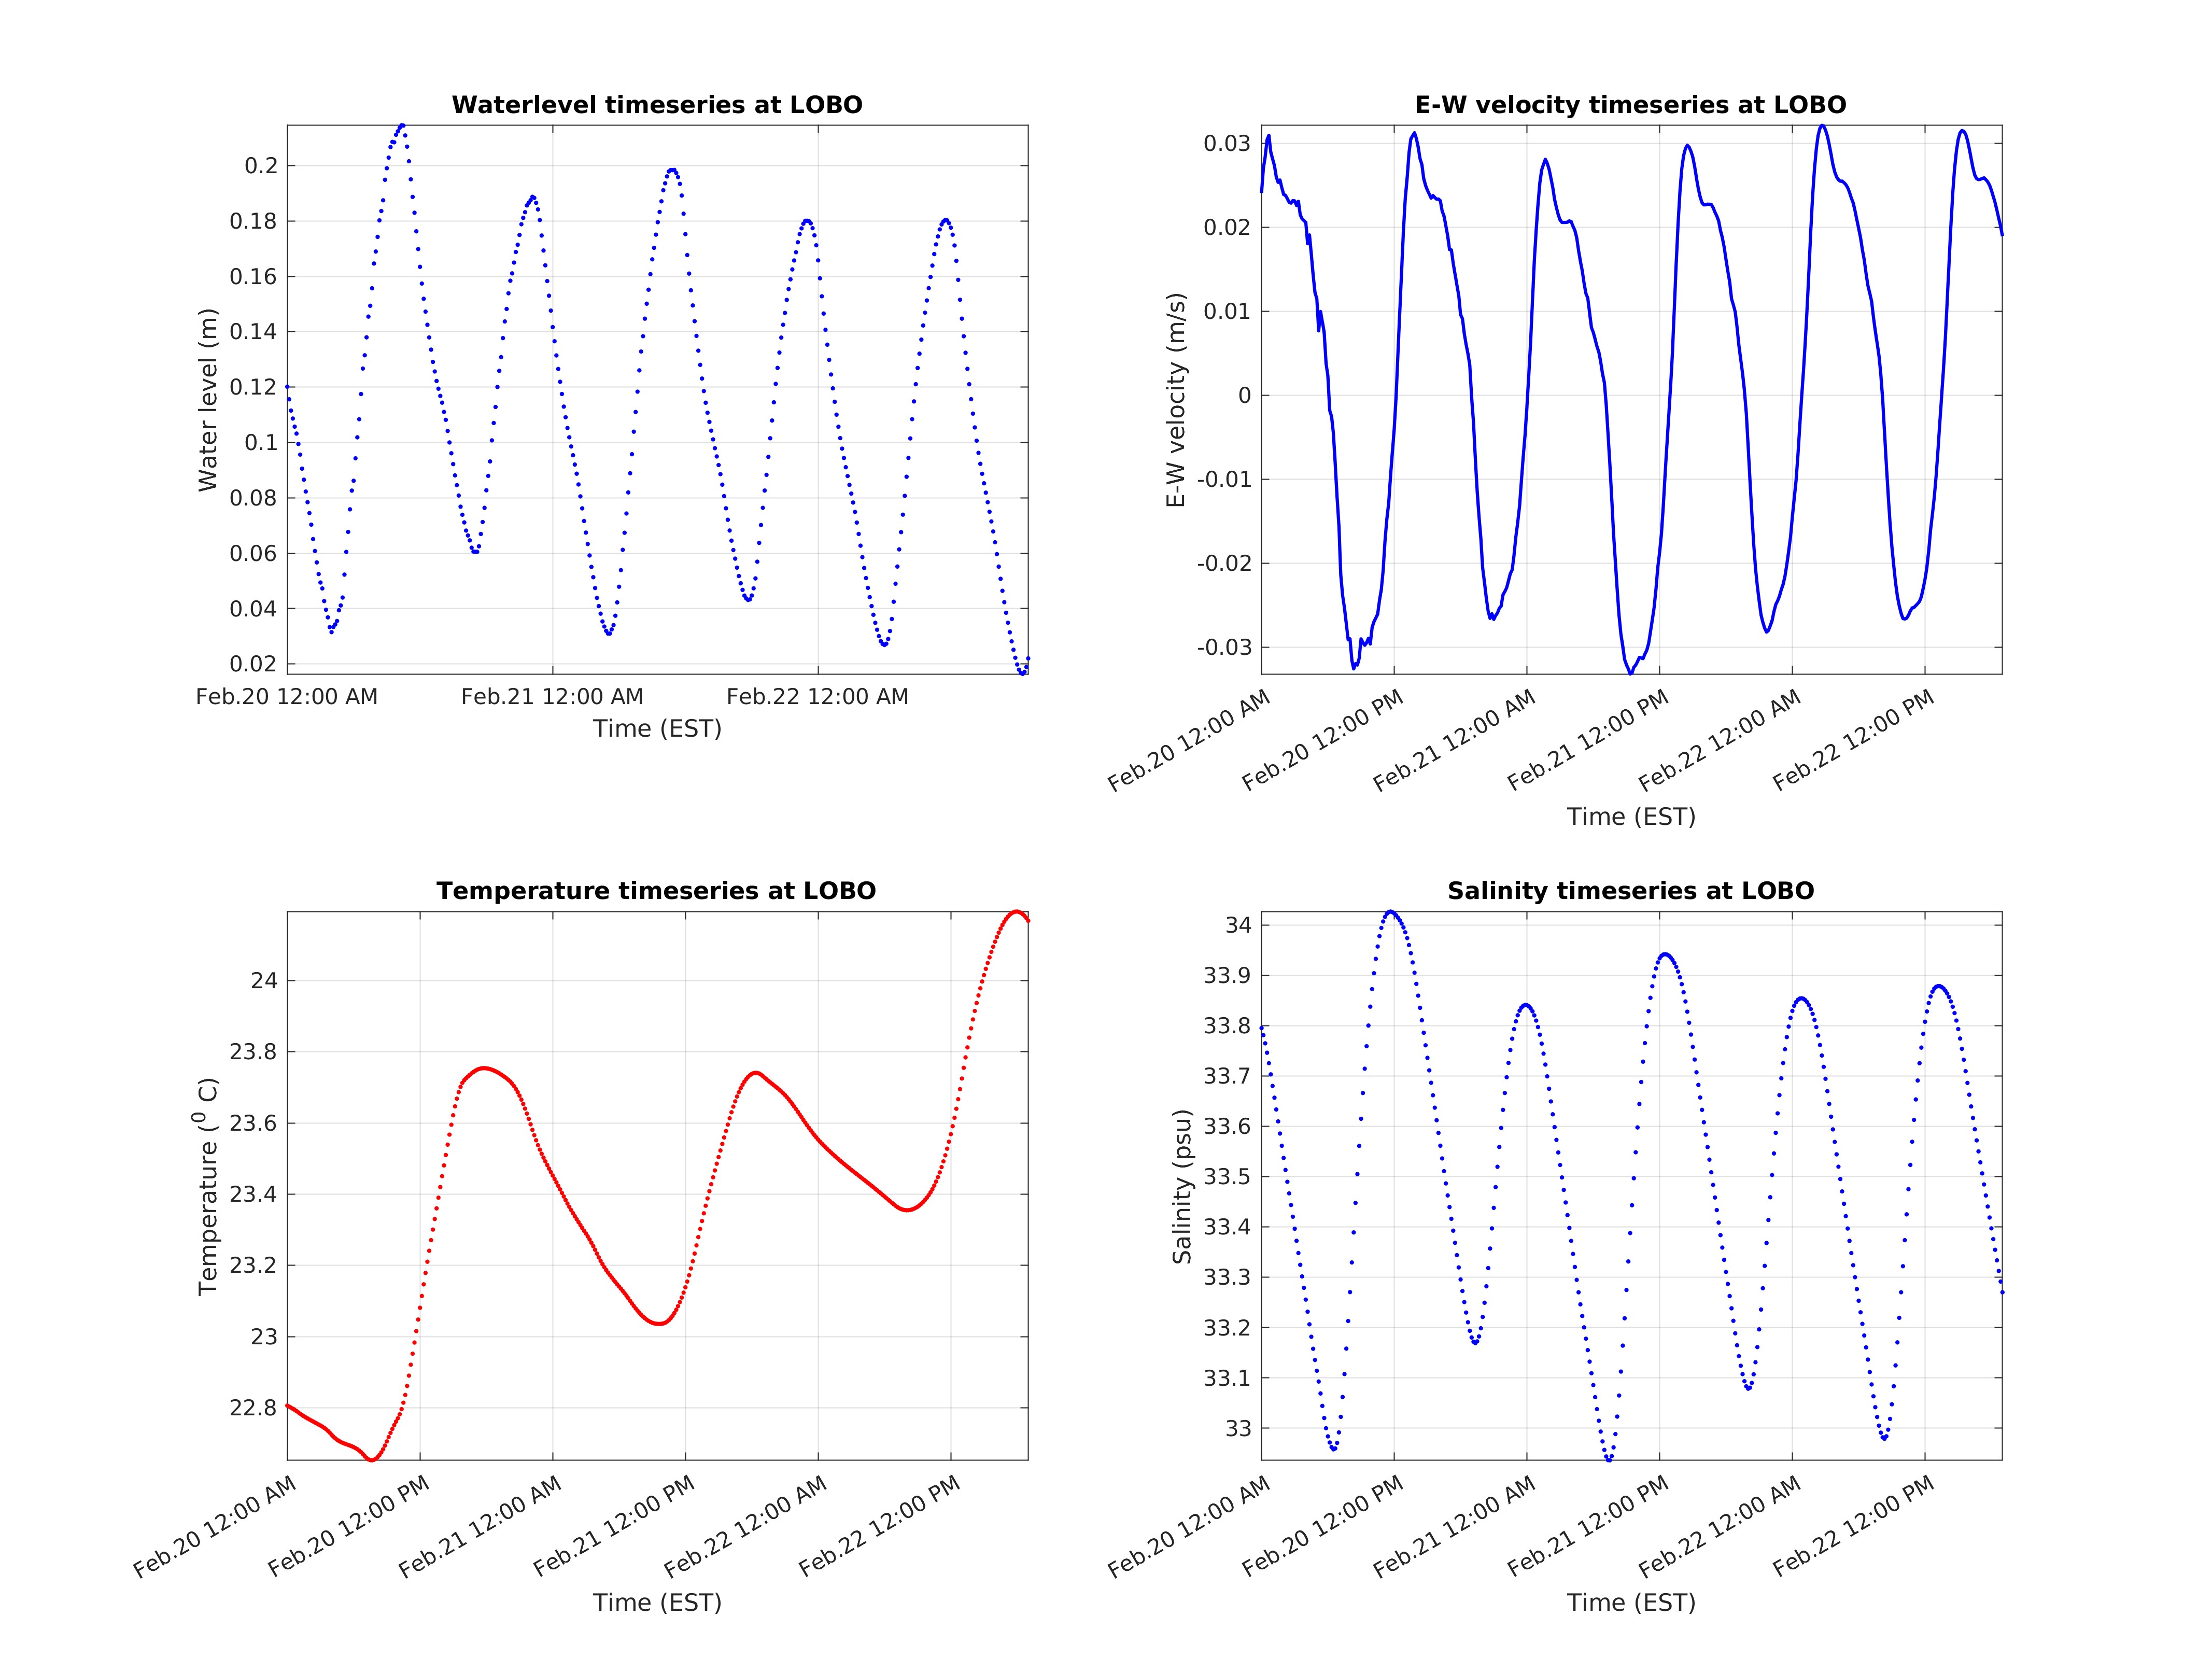 Waterlevel timeseries at LOBO
0.2
0.18
0.16
0.14
0.12
0.1
0.08
0.06
0.04
0.02
Water level (m)
Feb.20 12:00 AM
Feb.21 12:00 AM
Feb.22 12:00 AM
Time (EST)
E-W velocity timeseries at LOBO
0.03
0.02
0.01
0
-0.01
-0.02
-0.03
E-W velocity (m/s)
Feb.20 12:00 AM
Feb.20 12:00 PM
Feb.21 12:00 AM
Feb.21 12:00 PM
Feb.22 12:00 AM
Feb.22 12:00 PM
Time (EST)
Temperature timeseries at LOBO
24
23.8
23.6
23.4
23.2
23
22.8
Temperature (⁰ C)
Feb.20 12:00 AM
Feb.20 12:00 PM
Feb.21 12:00 AM
Feb.21 12:00 PM
Feb.22 12:00 AM
Feb.22 12:00 PM
Time (EST)
Salinity timeseries at LOBO
34
33.9
33.8
33.7
33.6
33.5
33.4
33.3
33.2
33.1
33
Salinity (psu)
Feb.20 12:00 AM
Feb.20 12:00 PM
Feb.21 12:00 AM
Feb.21 12:00 PM
Feb.22 12:00 AM
Feb.22 12:00 PM
Time (EST)